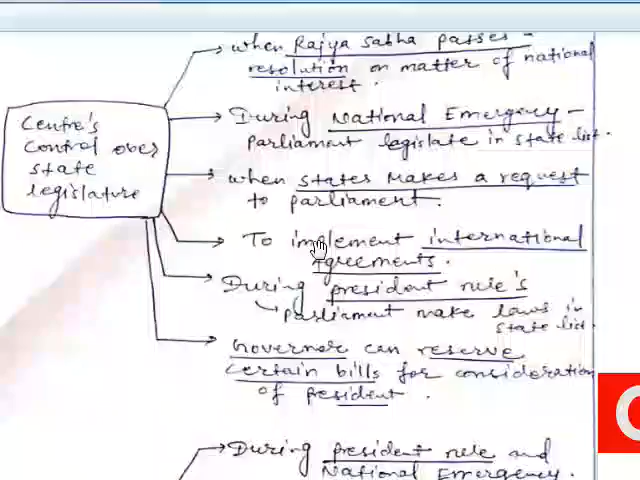 Centre's
Control over
state
legislature
when Rajya Sabha passes -
resolution on matter of national
interest.
During National Emergency -
Parliament legislate in state list.
when states makes a request
to parliament.
To implement international
Agreements.
During president rule's
parliament make laws in
state list.
Governor can reserve
certain bills for consideration
of pesident.
During president rule and
National Emergency.